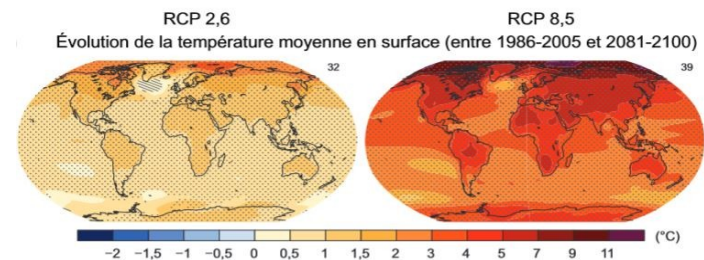 RCP 2,6 RCP 8,5
Évolution de la température moyenne en surface (entre 1986-2005 et 2081-2100)
32 39
−2 −1,5 −1 −0,5 0 0,5 1 1,5 2 3 4 5 7 9 11 (°C)